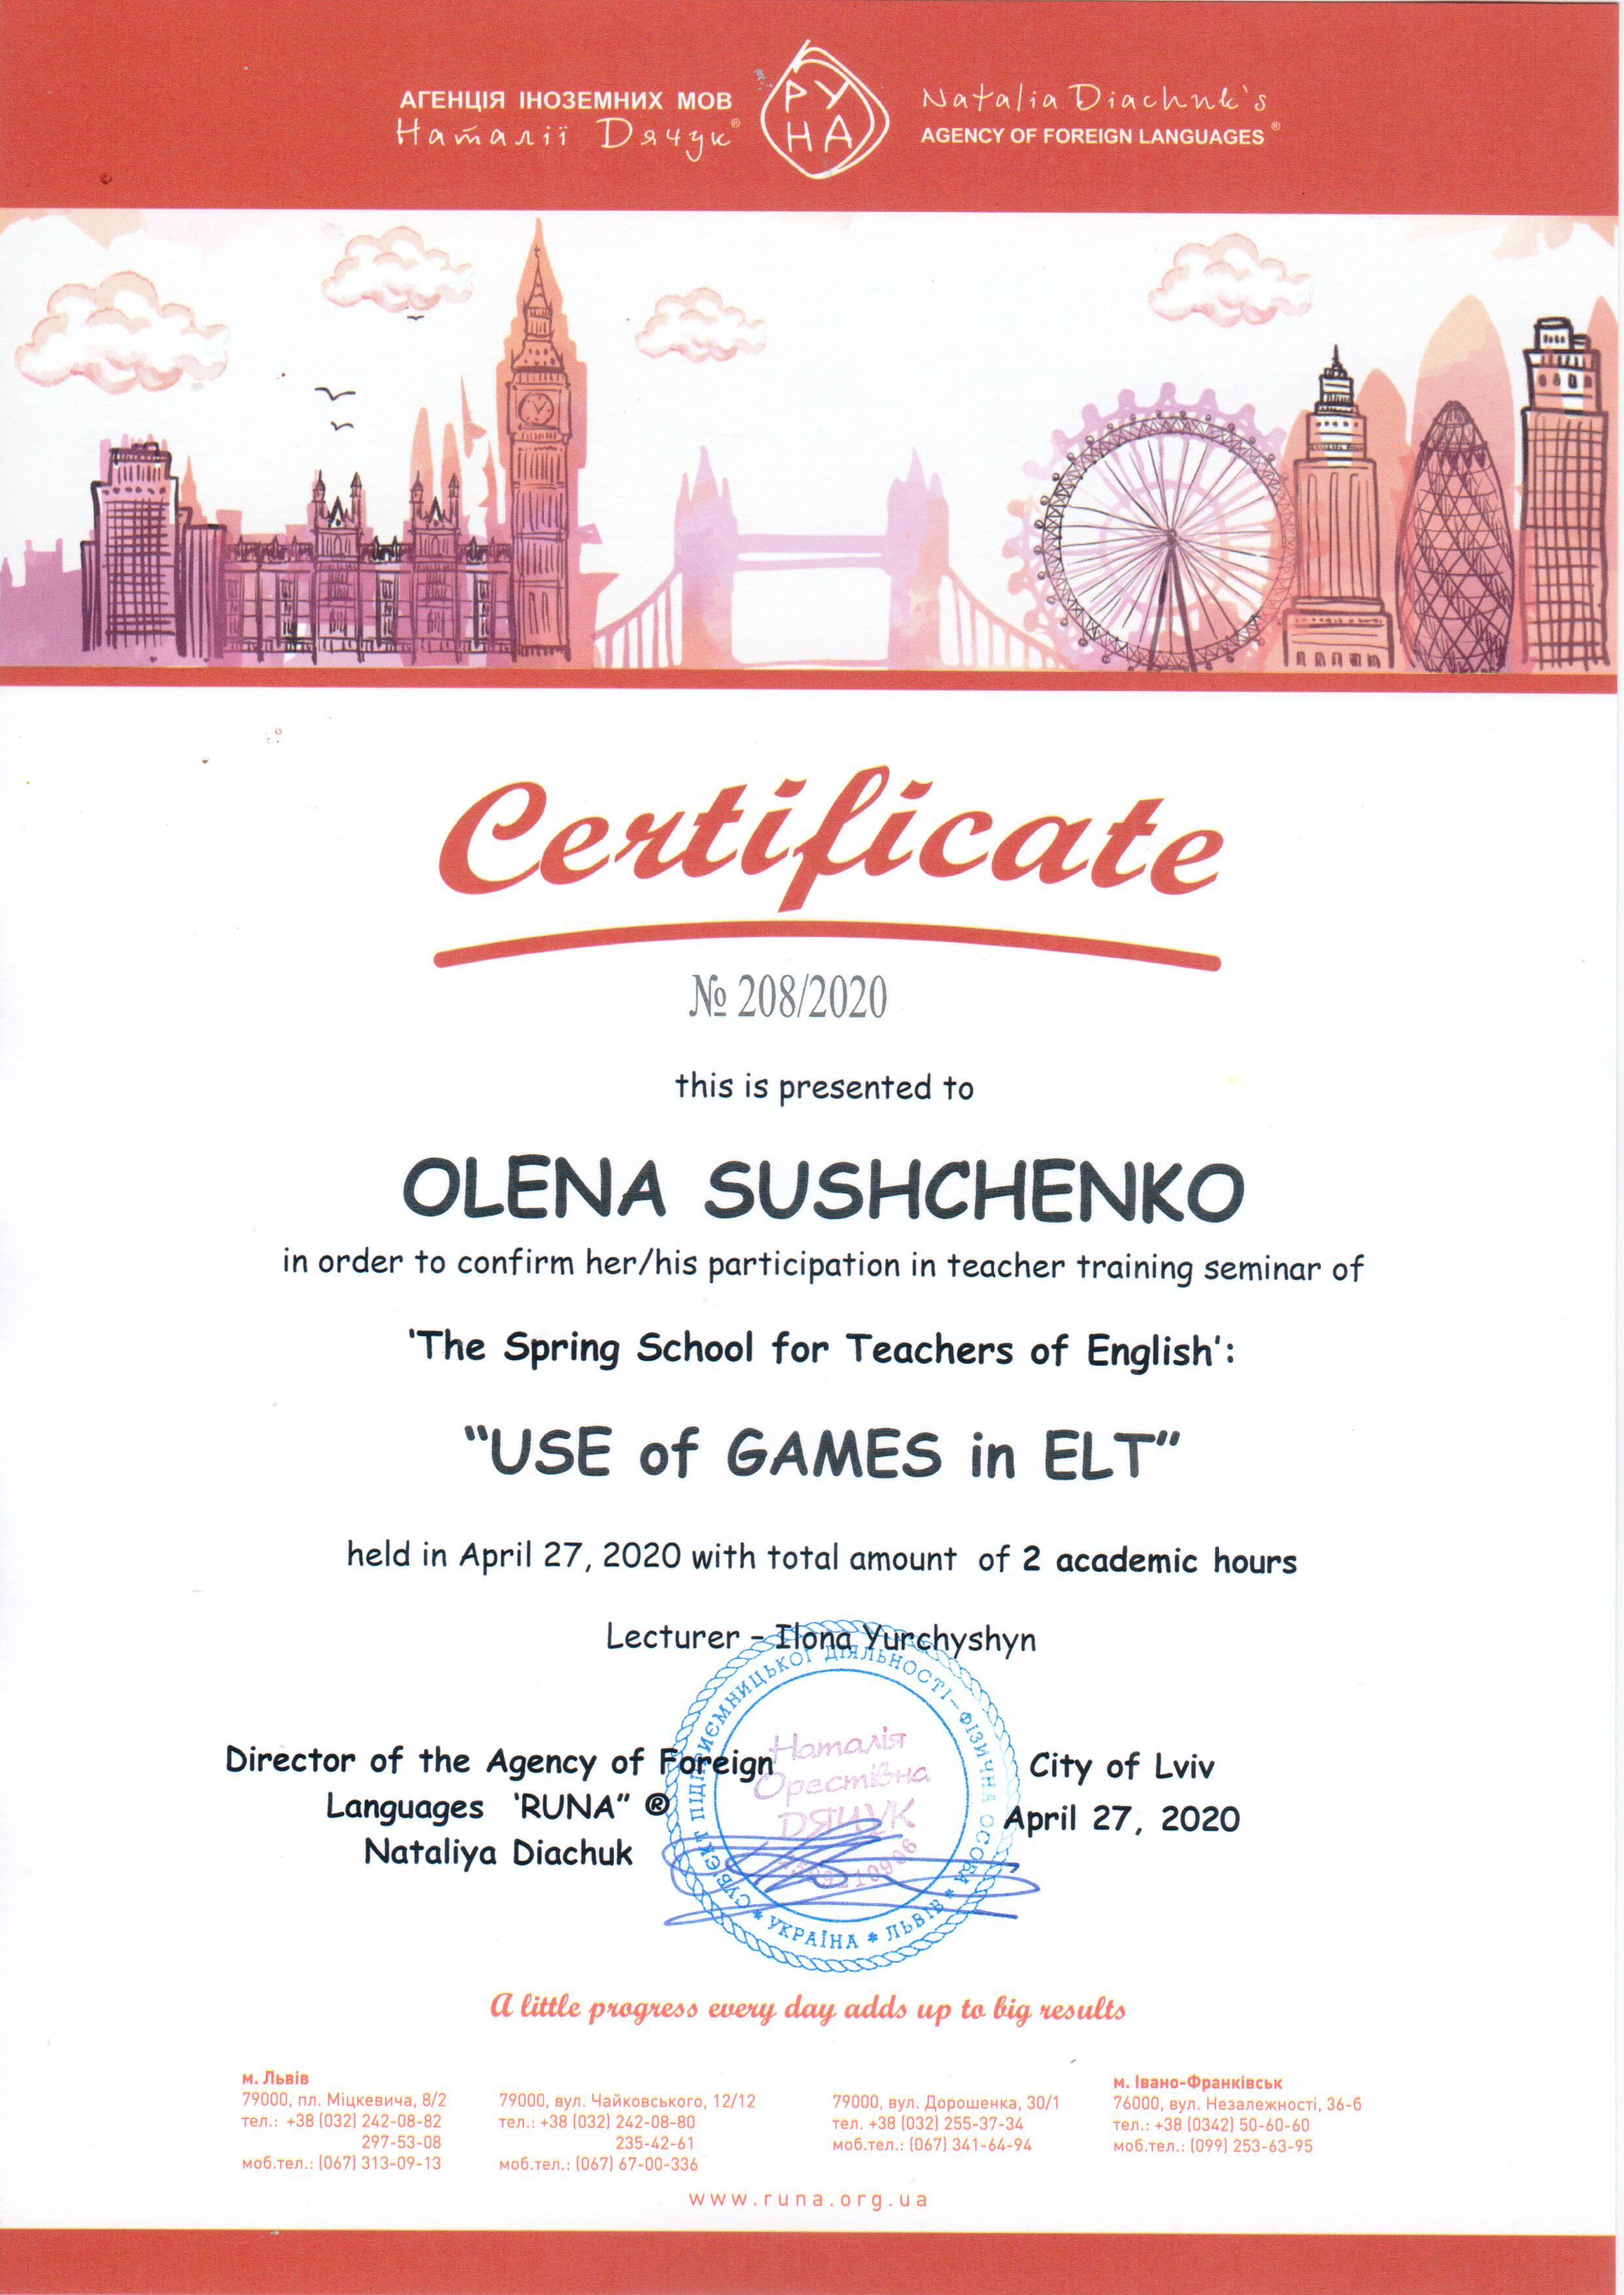 АГЕНЦІЯ ІНОЗЕМНИХ МОВ
Наталії Дячук®
РУНА
Natalia Diachuk's
AGENCY OF FOREIGN LANGUAGES ®
Certificate
№ 208/2020
this is presented to
OLENA SUSHCHENKO
in order to confirm her/his participation in teacher training seminar of
‘The Spring School for Teachers of English’:
“USE of GAMES in ELT”
held in April 27, 2020 with total amount of 2 academic hours
Lecturer – Ilona Yurchyshyn
Director of the Agency of Foreign
Languages ‘RUNA” ®
Nataliya Diachuk
СУБ'ЄКТ ПІДПРИЄМНИЦЬКОЇ ДІЯЛЬНОСТІ – ФІЗИЧНА ОСОБА * УКРАЇНА * ЛЬВІВ *
Наталія
Орестівна
ДЯЧУК
City of Lviv
April 27, 2020
A little progress every day adds up to big results
м. Львів
79000, пл. Міцкевича, 8/2
тел.: +38 (032) 242-08-82
297-53-08
моб.тел.: (067) 313-09-13
79000, вул. Чайковського, 12/12
тел.: +38 (032) 242-08-80
235-42-61
моб.тел.: (067) 67-00-336
79000, вул. Дорошенка, 30/1
тел. +38 (032) 255-37-34
моб.тел.: (067) 341-64-94
м. Івано-Франківськ
76000, вул. Незалежності, 36-б
тел.: +38 (0342) 50-60-60
моб.тел.: (099) 253-63-95
www.runa.org.ua